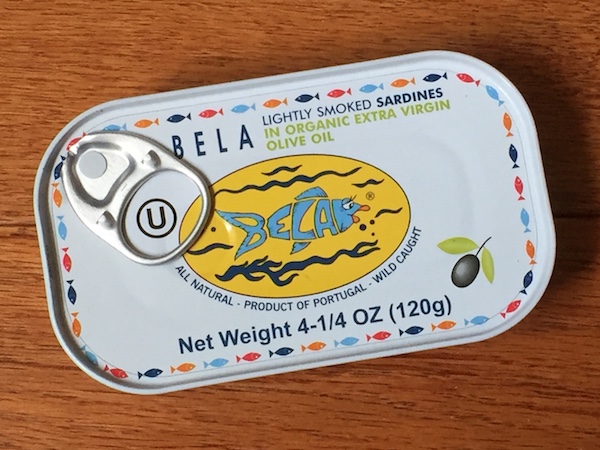 BELA
LIGHTLY SMOKED SARDINES
IN ORGANIC EXTRA VIRGIN
OLIVE OIL
U
BELA ®
ALL NATURAL - PRODUCT OF PORTUGAL - WILD CAUGHT
Net Weight 4-1/4 OZ (120g)